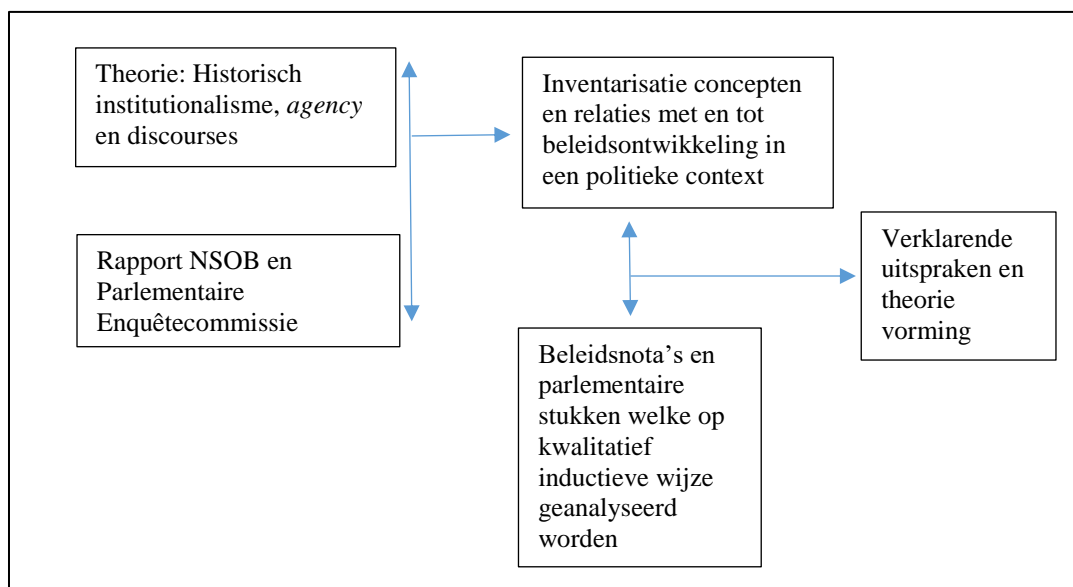 Theorie: Historisch
institutionalisme, agency
en discourses
Inventarisatie concepten
en relaties met en tot
beleidsontwikkeling in
een politieke context
Rapport NSOB en
Parlementaire
Enquêtecommissie
Verklarende
uitspraken en
theorie
vorming
Beleidsnota’s en
parlementaire
stukken welke op
kwalitatief
inductieve wijze
geanalyseerd
worden